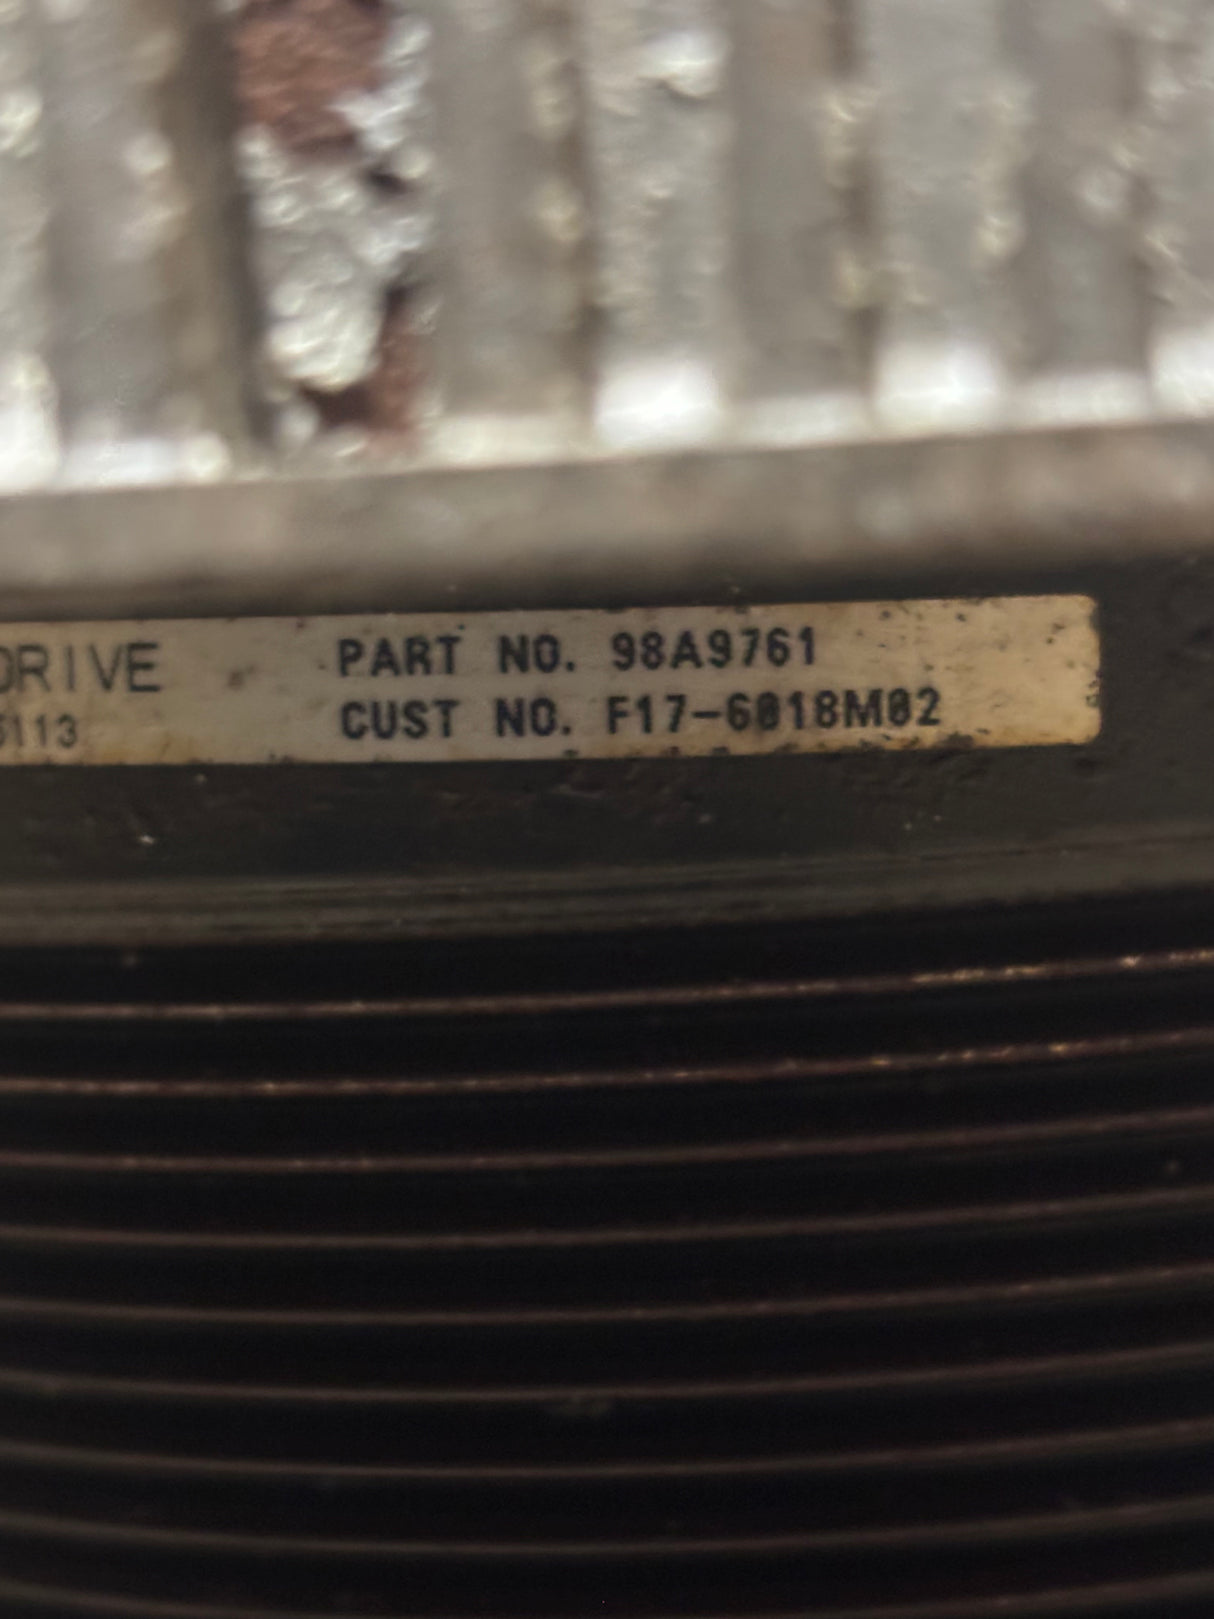 DRIVE PART NO. 98A9761
5113 CUST NO. F17-6018M02